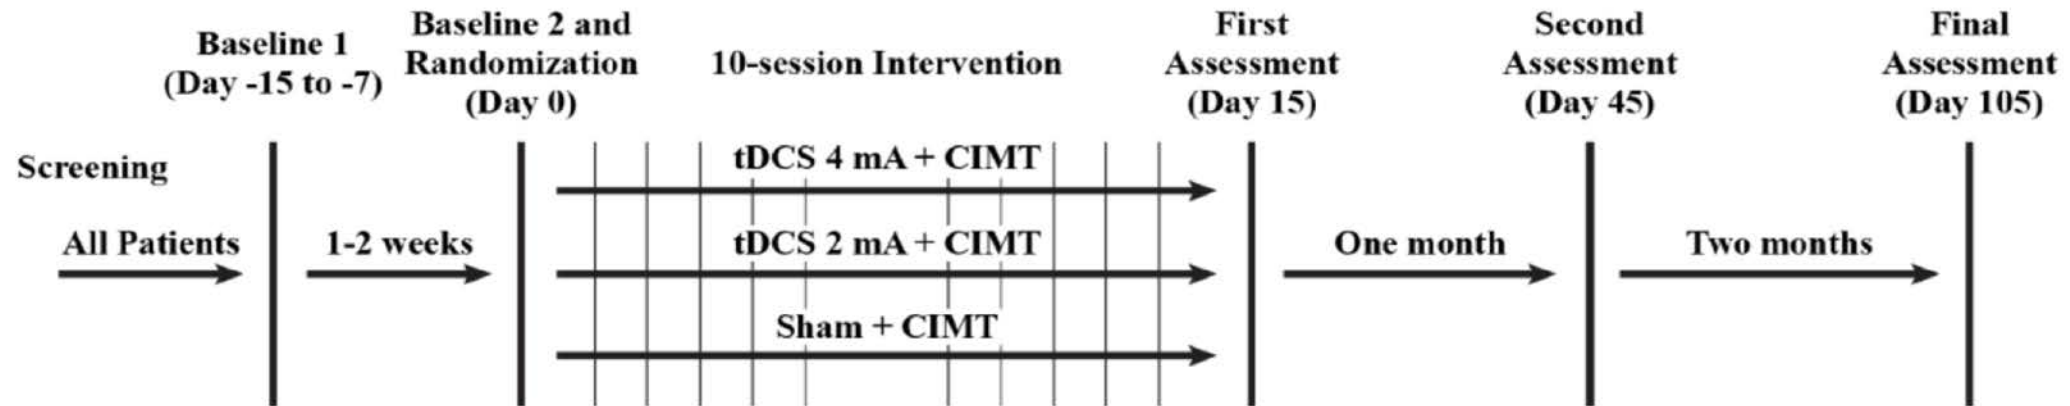 Baseline 1
(Day -15 to -7)
Baseline 2 and
Randomization
(Day 0)
10-session Intervention
First
Assessment
(Day 15)
Second
Assessment
(Day 45)
Final
Assessment
(Day 105)
Screening
All Patients
1-2 weeks
tDCS 4 mA + CIMT
tDCS 2 mA + CIMT
Sham + CIMT
One month
Two months